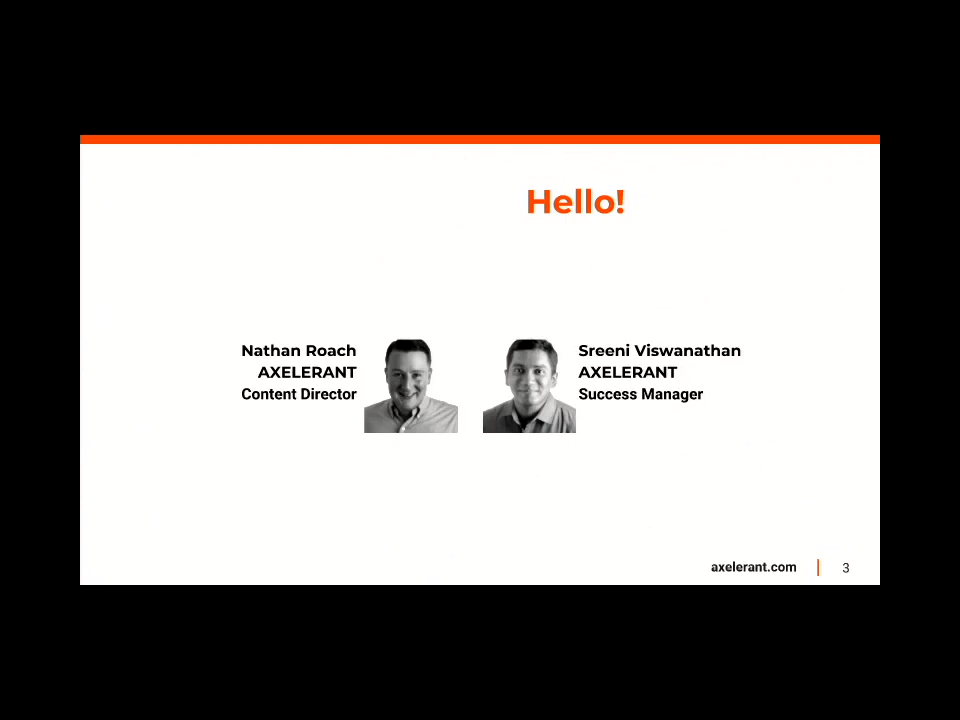 Hello!
Nathan Roach
AXELERANT
Content Director
Sreeni Viswanathan
AXELERANT
Success Manager
axelerant.com
3